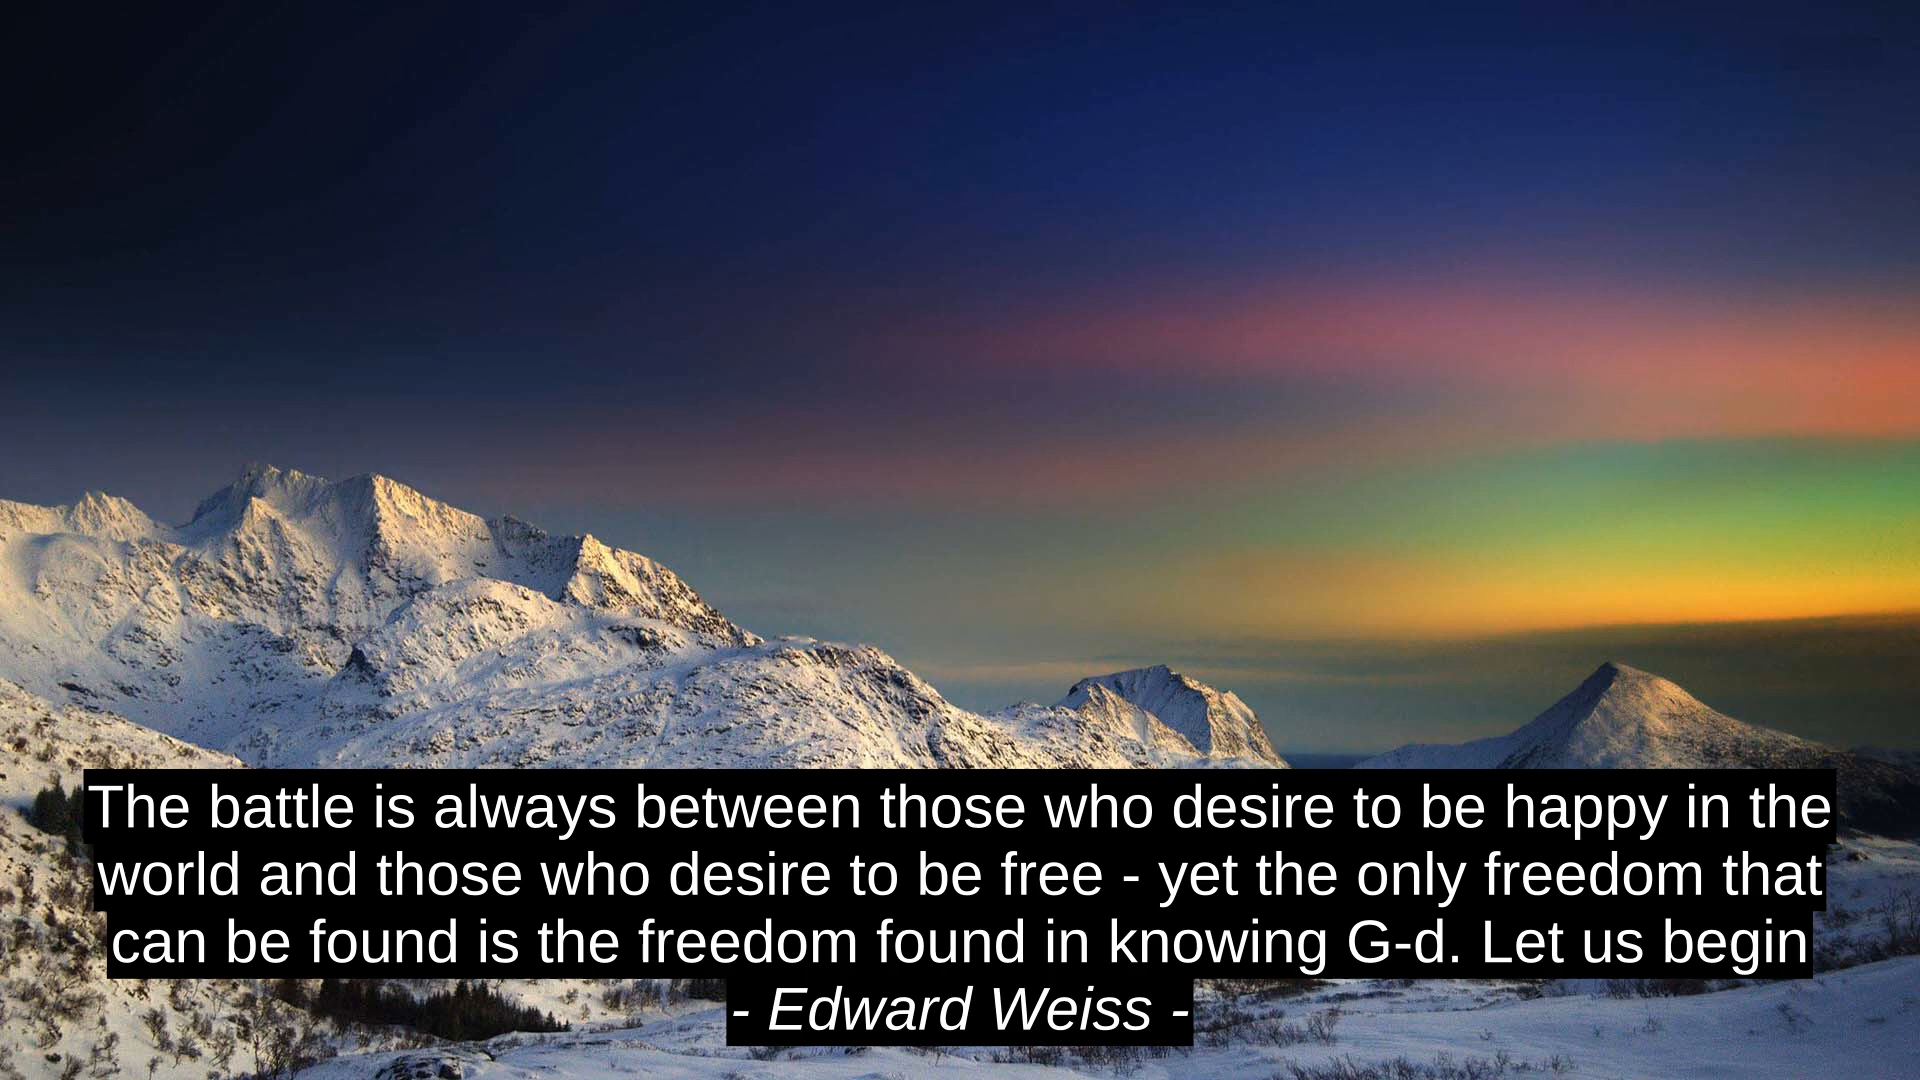 The battle is always between those who desire to be happy in the
world and those who desire to be free - yet the only freedom that
can be found is the freedom found in knowing G-d. Let us begin
- Edward Weiss -